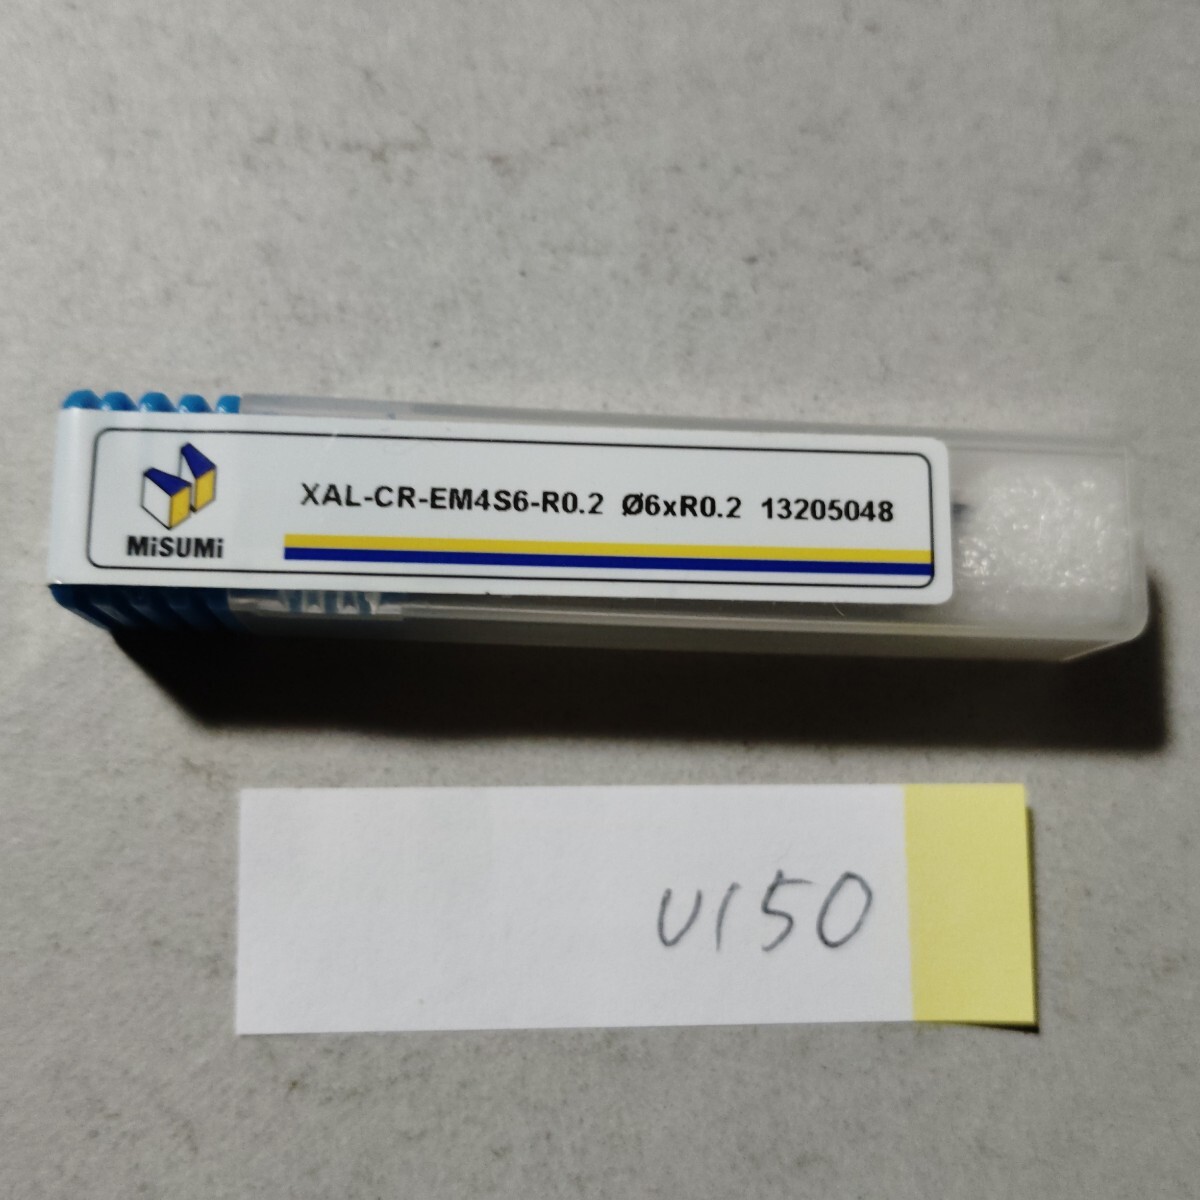 XAL-CR-EM4S6-R0.2 Ø6xR0.2 13205048
MiSUMi
U150